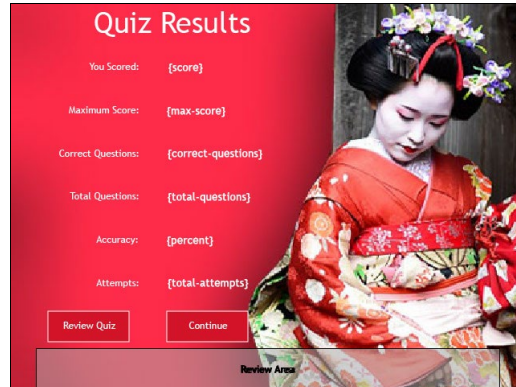 Quiz Results
You Scored: {score}
Maximum Score: {max-score}
Correct Questions: {correct-questions}
Total Questions: {total-questions}
Accuracy: {percent}
Attempts: {total-attempts}
Review Quiz Continue
Review Area